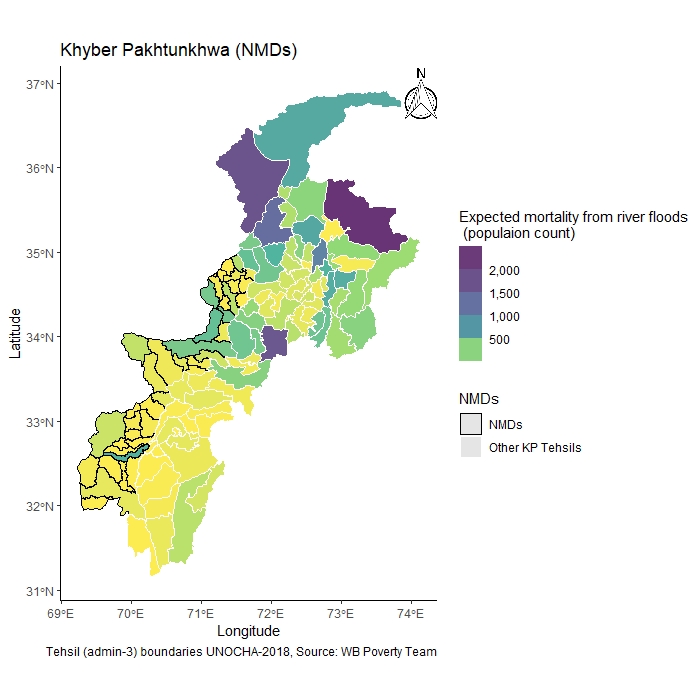 Khyber Pakhtunkhwa (NMDs)
N
37°N
36°N
35°N
34°N
33°N
32°N
31°N
Latitude
69°E 70°E 71°E 72°E 73°E 74°E
Longitude
Expected mortality from river floods
(populaion count)
2,000
1,500
1,000
500
NMDs
NMDs
Other KP Tehsils
Tehsil (admin-3) boundaries UNOCHA-2018, Source: WB Poverty Team